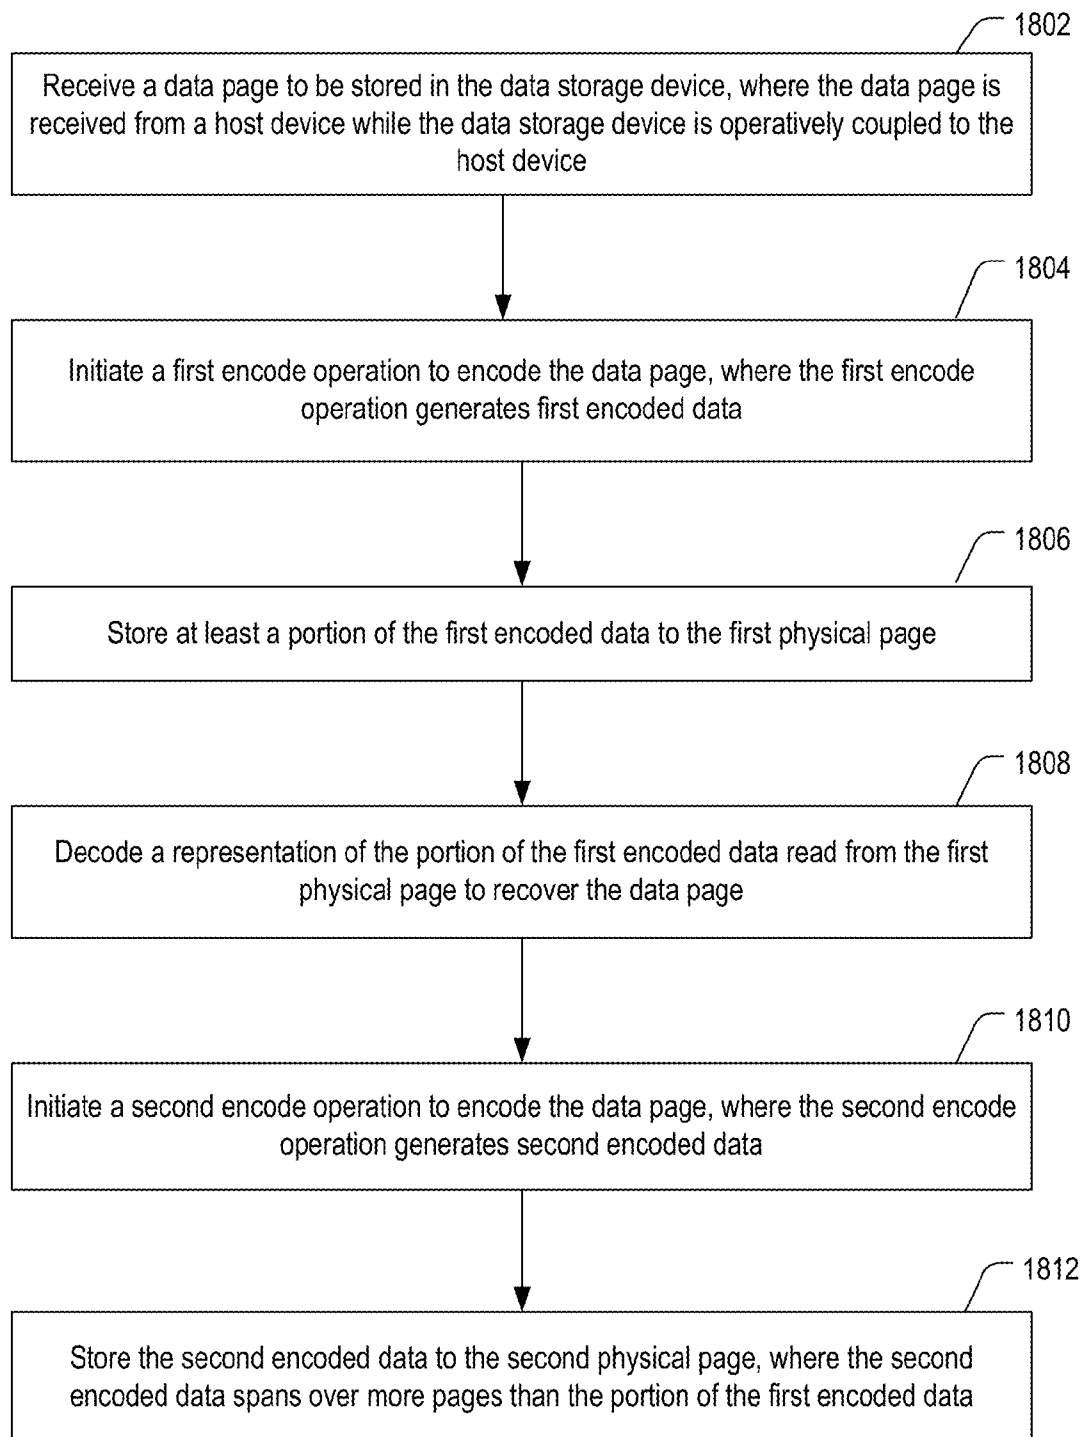 1802
Receive a data page to be stored in the data storage device, where the data page is
received from a host device while the data storage device is operatively coupled to the
host device
1804
Initiate a first encode operation to encode the data page, where the first encode
operation generates first encoded data
1806
Store at least a portion of the first encoded data to the first physical page
1808
Decode a representation of the portion of the first encoded data read from the first
physical page to recover the data page
1810
Initiate a second encode operation to encode the data page, where the second encode
operation generates second encoded data
1812
Store the second encoded data to the second physical page, where the second
encoded data spans over more pages than the portion of the first encoded data